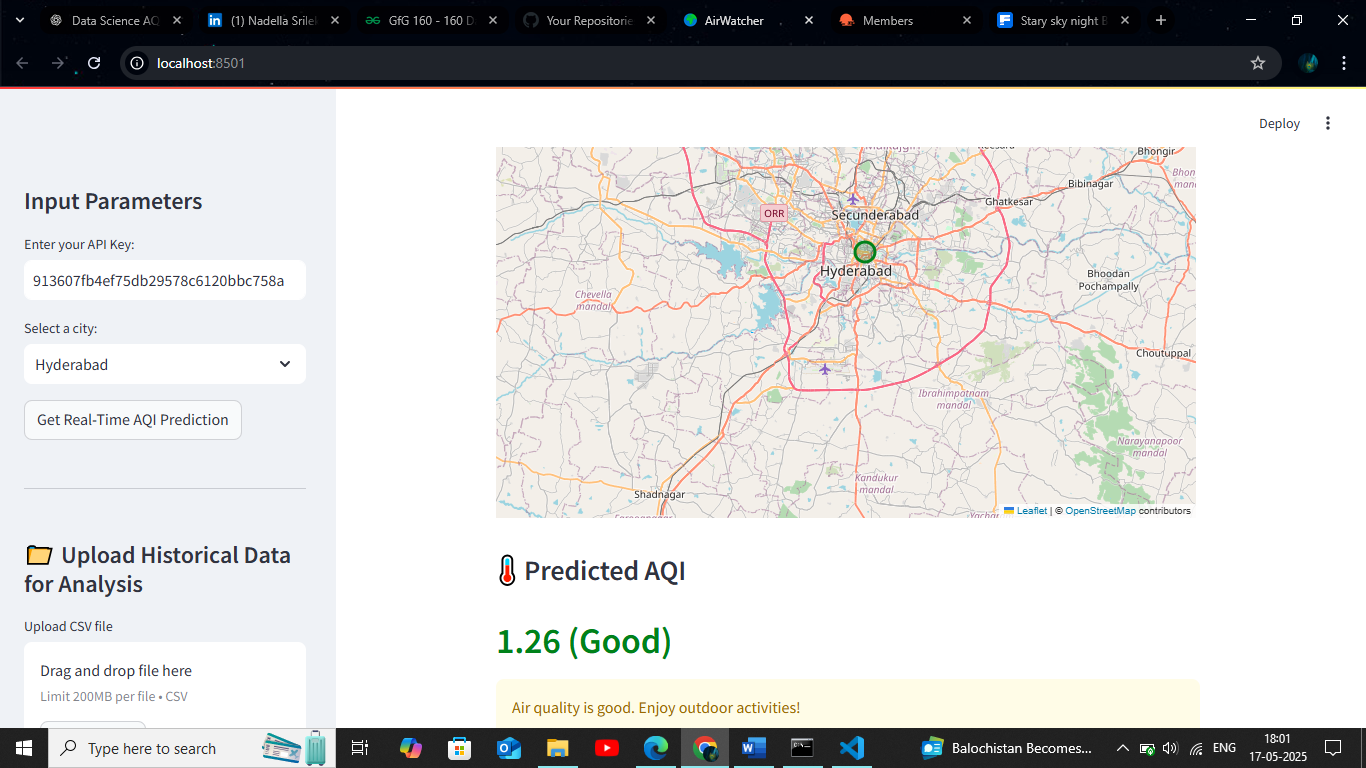 Data Science AQ
(1) Nadella Srilek
GfG 160 - 160 D
Your Repositorie
AirWatcher
Members
Stary sky night B
localhost:8501
Deploy
Input Parameters
Enter your API Key:
913607fb4ef75db29578c6120bbc758a
Select a city:
Hyderabad
Get Real-Time AQI Prediction
Upload Historical Data
for Analysis
Upload CSV file
Drag and drop file here
Limit 200MB per file • CSV
Bhongir
Bibinagar
Ghatkesar
ORR
Secunderabad
Hyderabad
Bhoodan
Pochampally
Chevella
mandal
Choutuppal
Ibrahimpatnam
mandal
Narayanapoor
mandal
Kandukur
mandal
Shadnagar
Leaflet | © OpenStreetMap contributors
Predicted AQI
1.26 (Good)
Air quality is good. Enjoy outdoor activities!
Type here to search
Balochistan Becomes...
ENG
18:01
17-05-2025